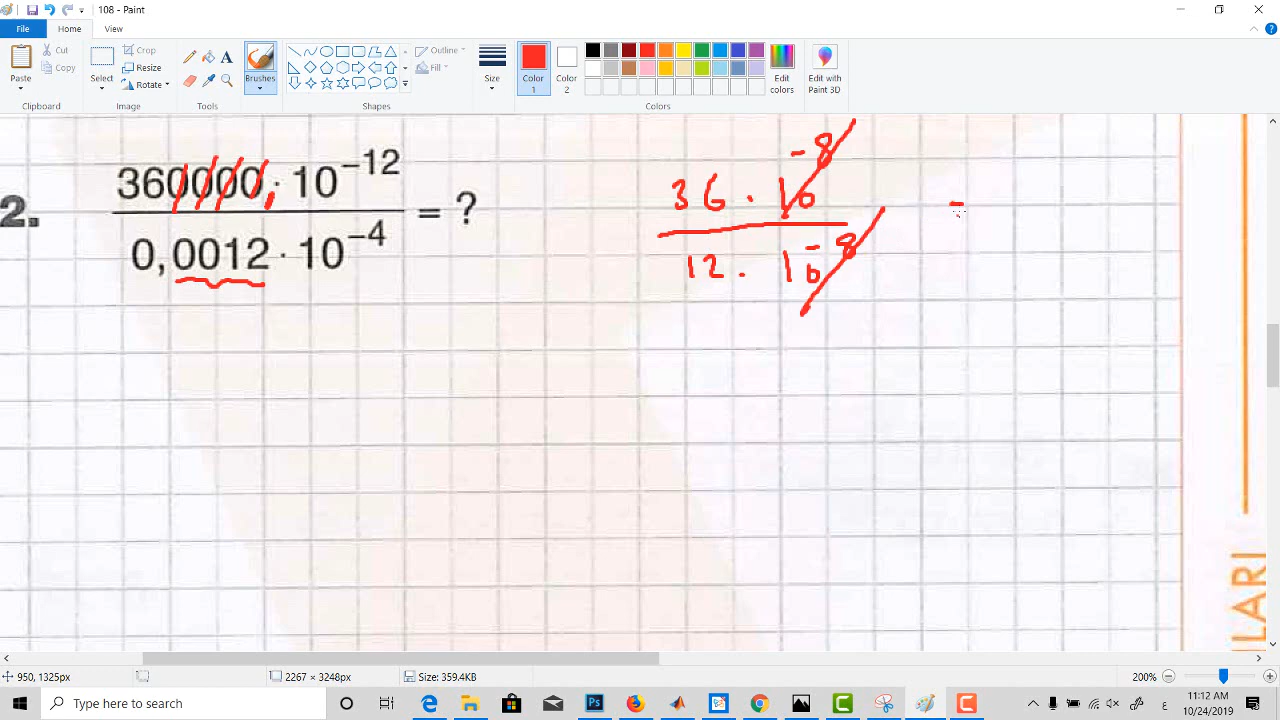 108 - Paint
File Home View
Paste
Cut
Copy
Clipboard
Select
Crop
Resize
Rotate
Image
A
Tools
Brushes
Outline
Fill
Shapes
Size
Color 1
Color 2
Colors
Edit colors
Edit with Paint 3D
2. 360000 · 10⁻¹²
0,0012 · 10⁻⁴
= ?
36 . 10⁻⁸
12 . 10⁻⁸
=
ILARI
950, 1325px
2267 × 3248px
Size: 359.4KB
200%
Type here to search
11:12 AM
10/24/2019